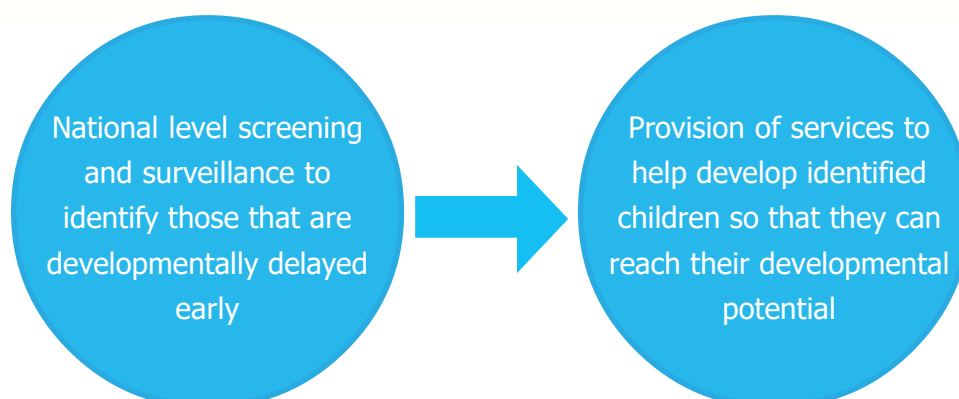 National level screening
and surveillance to
identify those that are
developmentally delayed
early
Provision of services to
help develop identified
children so that they can
reach their developmental
potential